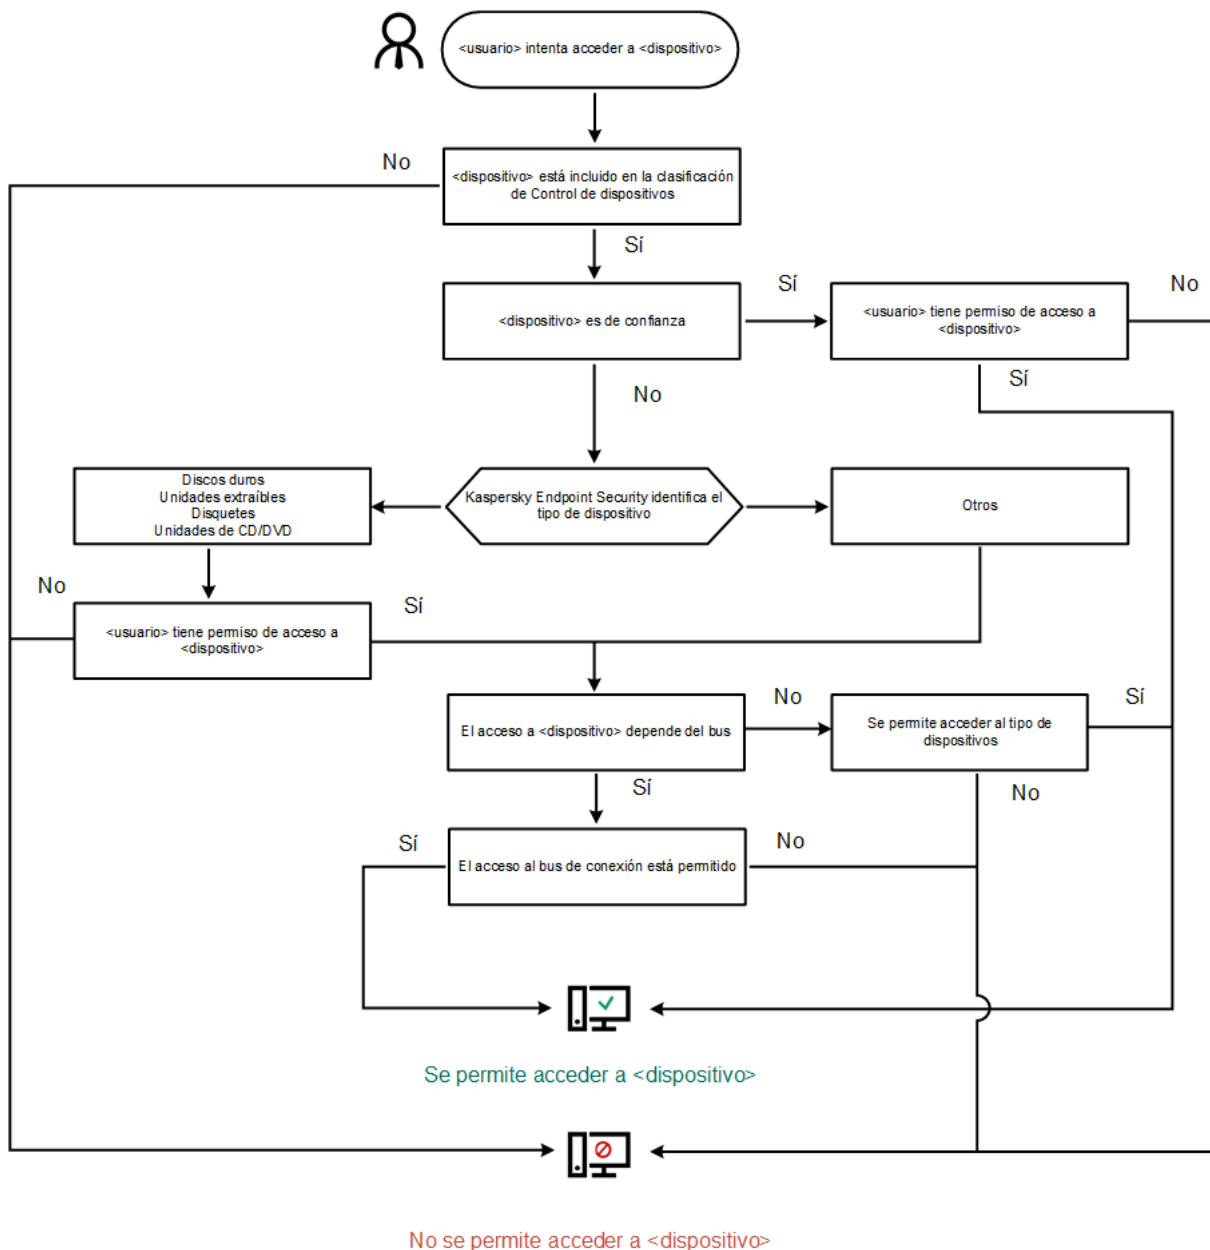 <usuario> intenta acceder a <dispositivo>
No
<dispositivo> está incluido en la clasificación
de Control de dispositivos
Sí
<dispositivo> es de confianza
Sí
<usuario> tiene permiso de acceso a
<dispositivo>
No
Sí
No
Discos duros
Unidades extraíbles
Disquetes
Unidades de CD/DVD
Kaspersky Endpoint Security identifica el
tipo de dispositivo
Otros
No
<usuario> tiene permiso de acceso a
<dispositivo>
Sí
El acceso a <dispositivo> depende del bus
No
Se permite acceder al tipo de
dispositivos
Sí
Sí
No
Sí
El acceso al bus de conexión está permitido
No
Se permite acceder a <dispositivo>
No se permite acceder a <dispositivo>